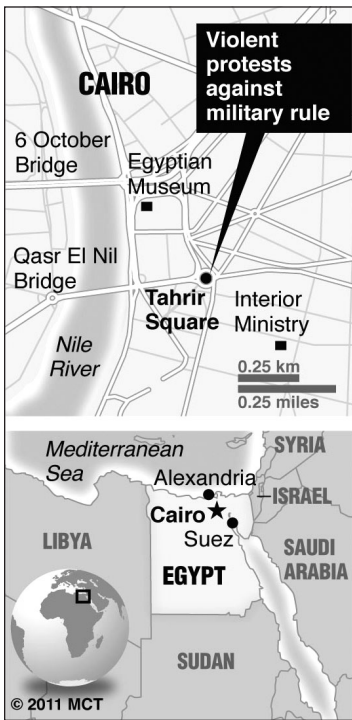 Violent
protests
against
military rule
CAIRO
6 October
Bridge
Egyptian
Museum
Qasr El Nil
Bridge
Tahrir
Square
Interior
Ministry
Nile
River
0.25 km
0.25 miles
Mediterranean
Sea
SYRIA
Alexandria
ISRAEL
Cairo
Suez
LIBYA
SAUDI
ARABIA
EGYPT
SUDAN
© 2011 MCT